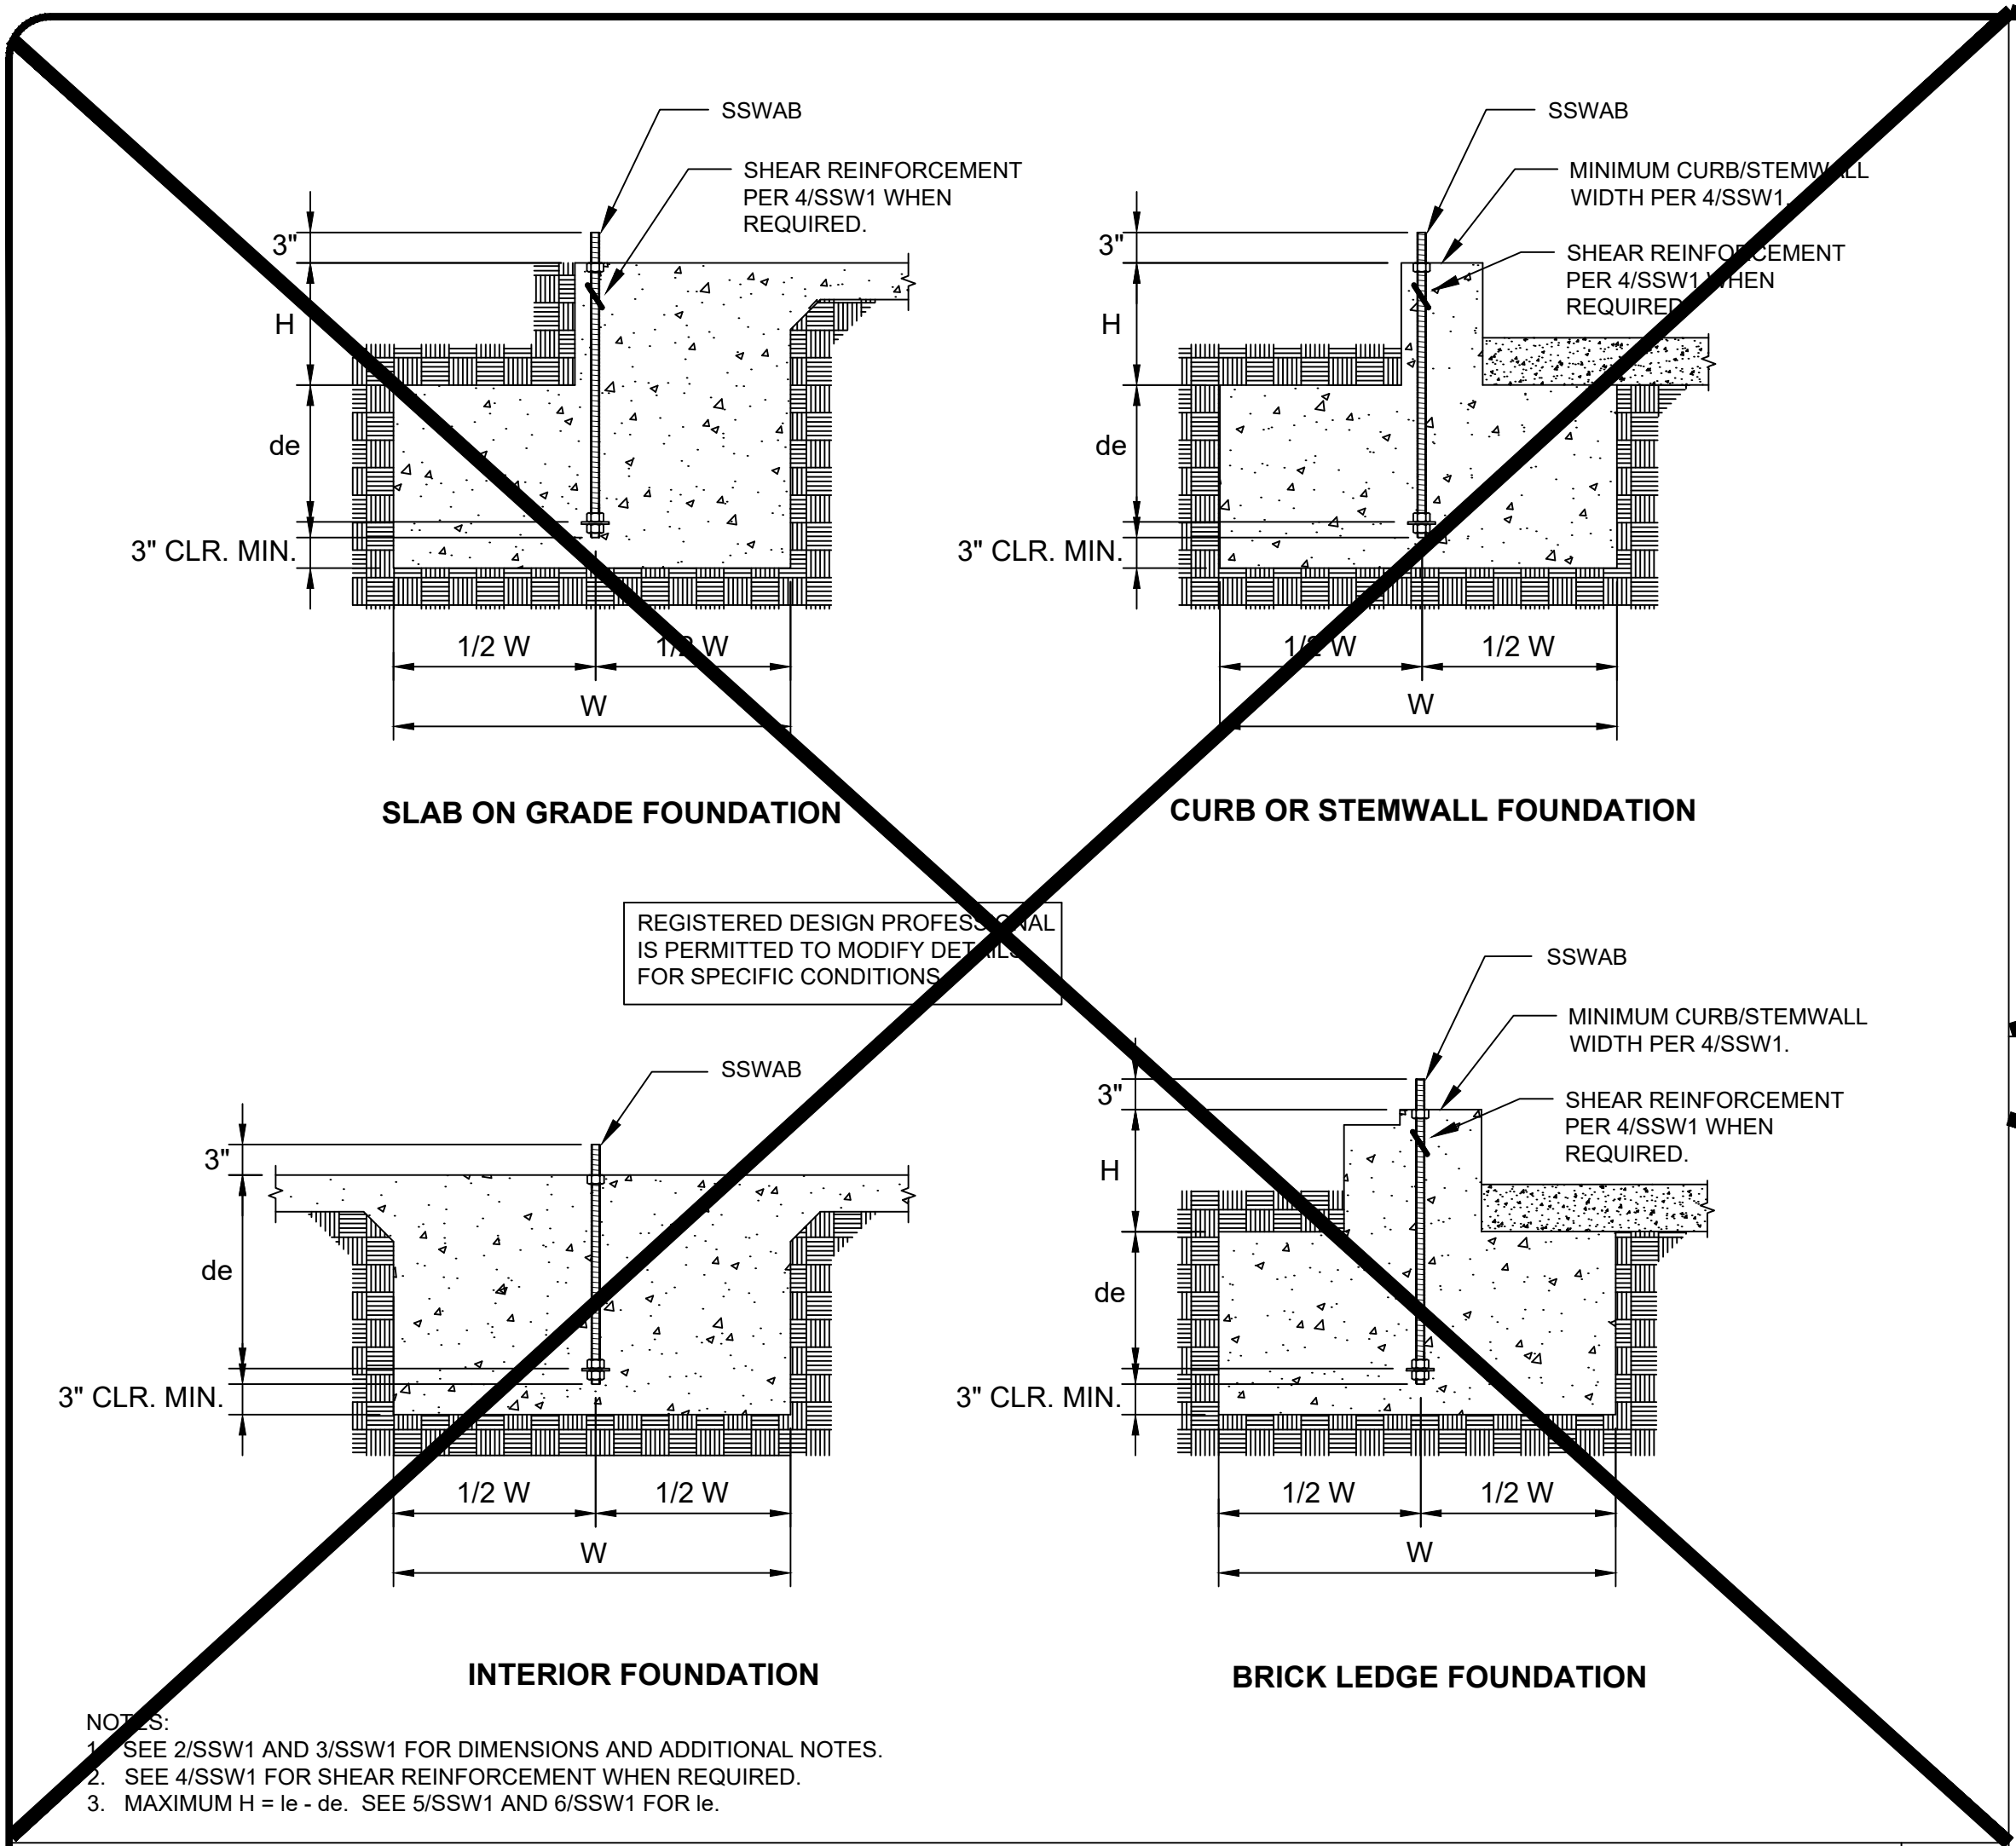 SSWAB
SHEAR REINFORCEMENT
PER 4/SSW1 WHEN
REQUIRED.
3"
H
de
3" CLR. MIN.
1/2 W
1/2 W
W
SLAB ON GRADE FOUNDATION
SSWAB
MINIMUM CURB/STEMWALL
WIDTH PER 4/SSW1.
SHEAR REINFORCEMENT
PER 4/SSW1 WHEN
REQUIRED.
3"
H
de
3" CLR. MIN.
1/2 W
1/2 W
W
CURB OR STEMWALL FOUNDATION
REGISTERED DESIGN PROFESSIONAL
IS PERMITTED TO MODIFY DETAILS
FOR SPECIFIC CONDITIONS.
SSWAB
3"
de
3" CLR. MIN.
1/2 W
1/2 W
W
INTERIOR FOUNDATION
SSWAB
MINIMUM CURB/STEMWALL
WIDTH PER 4/SSW1.
SHEAR REINFORCEMENT
PER 4/SSW1 WHEN
REQUIRED.
3"
H
de
3" CLR. MIN.
1/2 W
1/2 W
W
BRICK LEDGE FOUNDATION
NOTES:
1. SEE 2/SSW1 AND 3/SSW1 FOR DIMENSIONS AND ADDITIONAL NOTES.
2. SEE 4/SSW1 FOR SHEAR REINFORCEMENT WHEN REQUIRED.
3. MAXIMUM H = le - de. SEE 5/SSW1 AND 6/SSW1 FOR le.